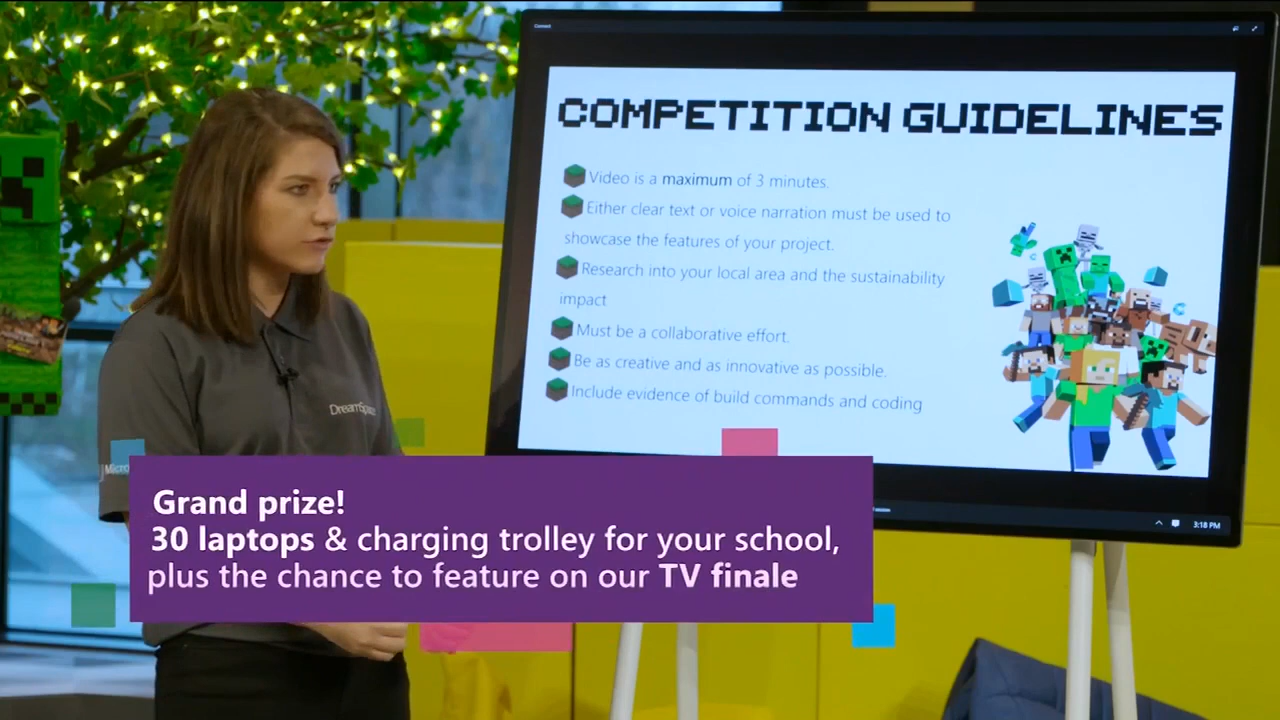 Connect
COMPETITION GUIDELINES
Video is a maximum of 3 minutes.
Either clear text or voice narration must be used to
showcase the features of your project.
Research into your local area and the sustainability
impact
Must be a collaborative effort.
Be as creative and as innovative as possible.
Include evidence of build commands and coding
DreamSpace
Micro
Grand prize!
30 laptops & charging trolley for your school,
plus the chance to feature on our TV finale
3:18 PM